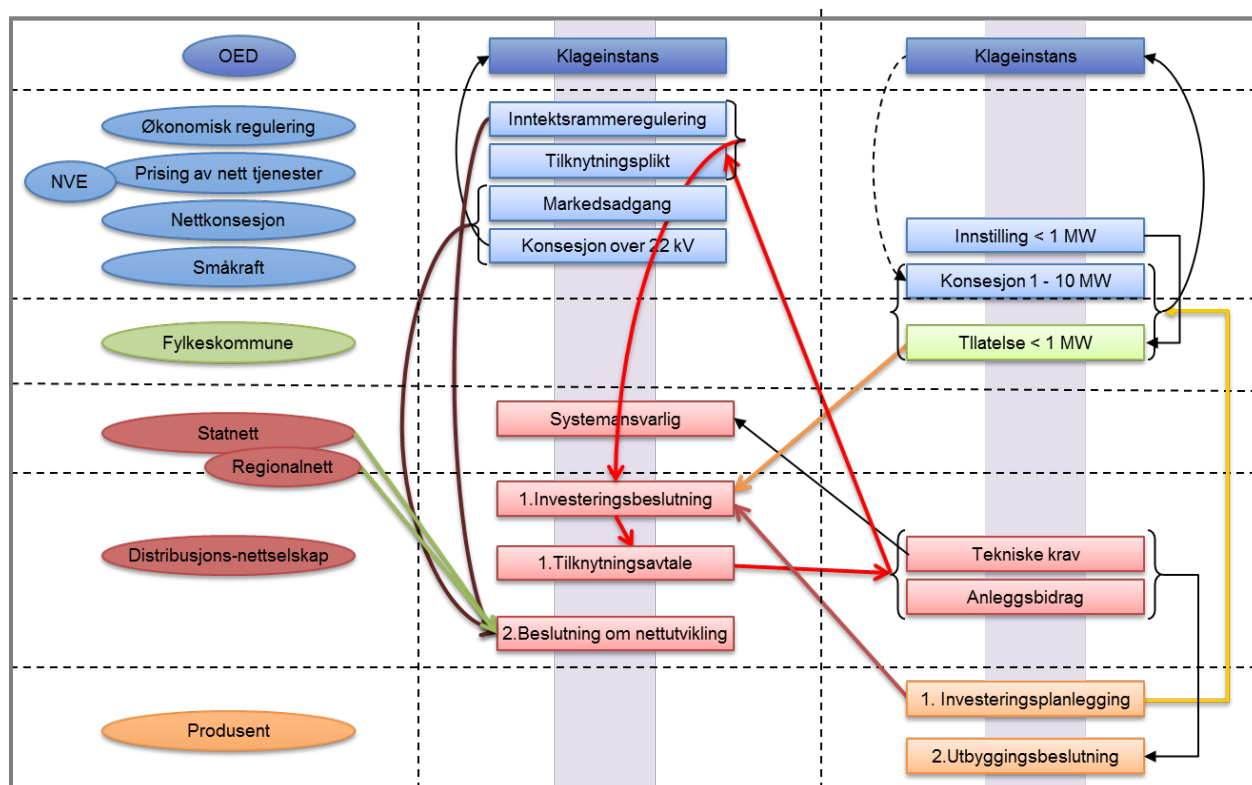 OED
Klageinstans
Klageinstans
Økonomisk regulering
Inntektsrammeregulering
Prising av nett tjenester
Tilknytningsplikt
NVE
Markedsadgang
Nettkonsesjon
Konsesjon over 22 kV
Innstilling < 1 MW
Småkraft
Konsesjon 1 - 10 MW
Fylkeskommune
Tllatelse < 1 MW
Systemansvarlig
Statnett
Regionalnett
1.Investeringsbeslutning
Distribusjons-nettselskap
Tekniske krav
1.Tilknytningsavtale
Anleggsbidrag
2.Beslutning om nettutvikling
1. Investeringsplanlegging
Produsent
2.Utbyggingsbeslutning